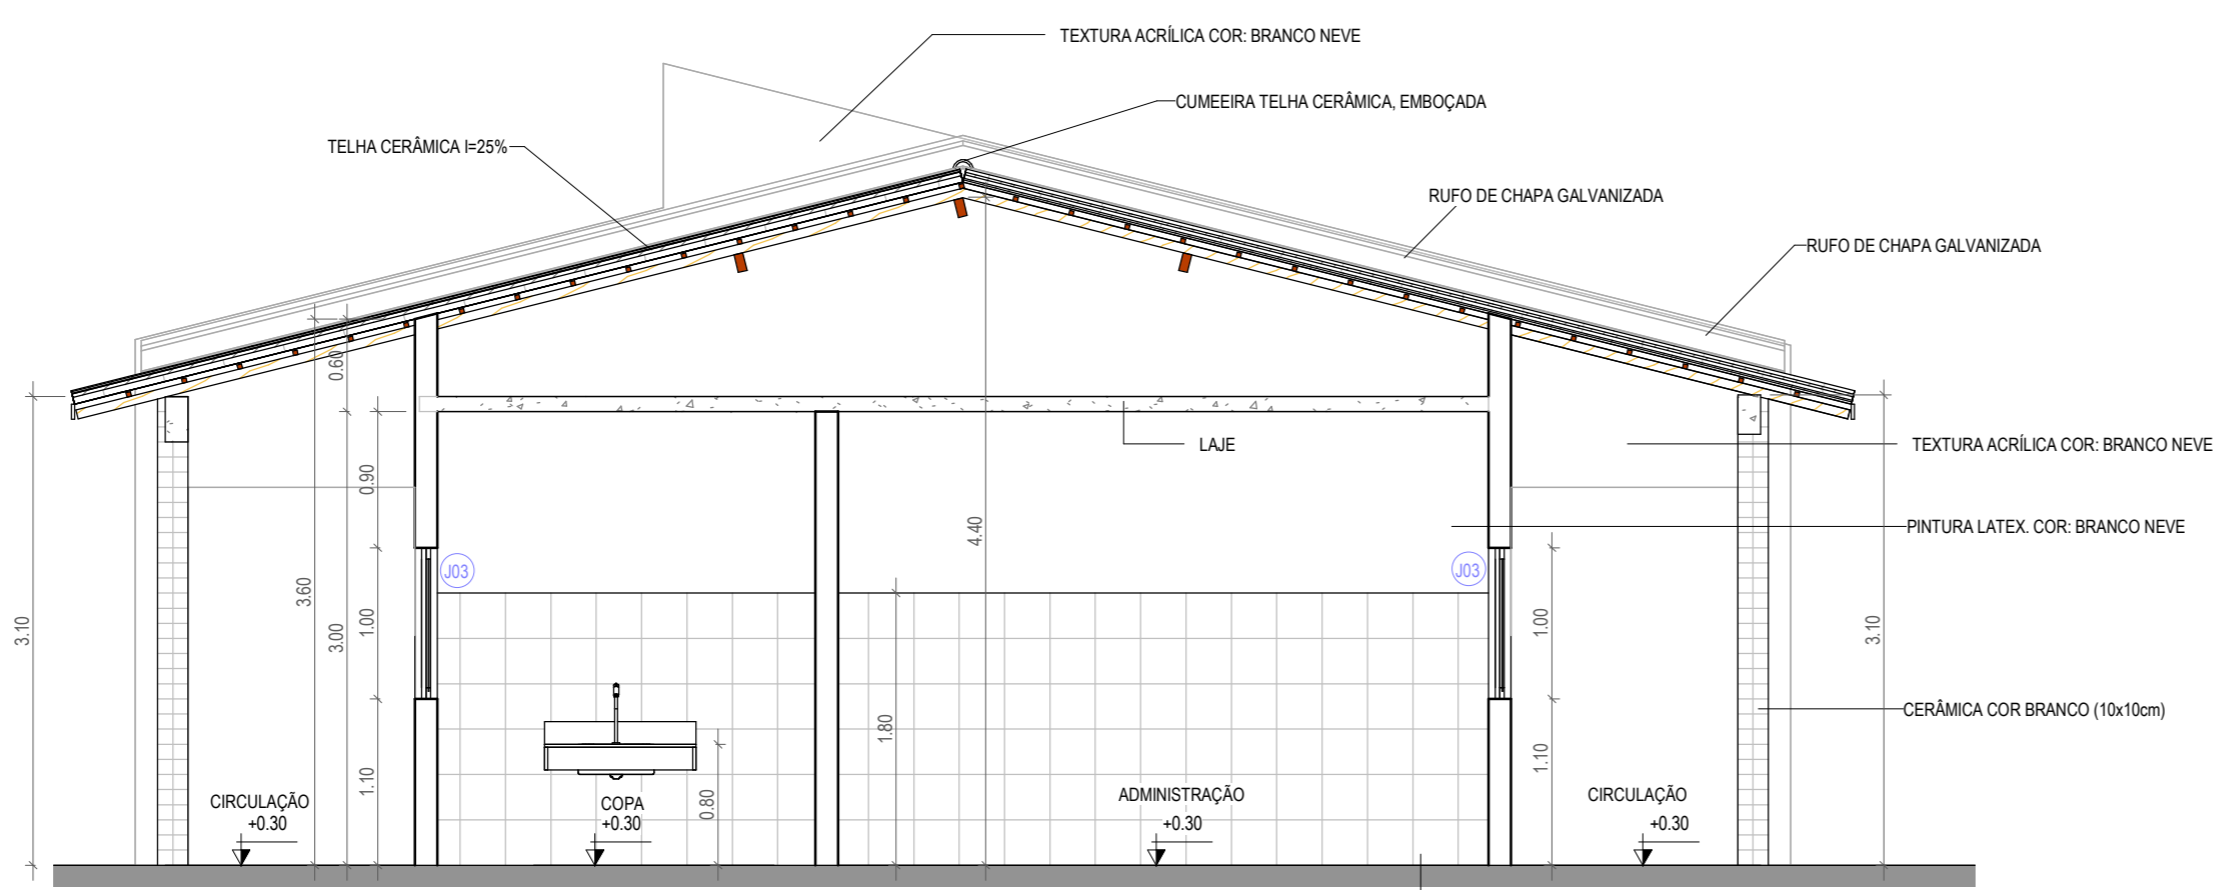 TEXTURA ACRÍLICA COR: BRANCO NEVE
CUMEEIRA TELHA CERÂMICA, EMBOÇADA
TELHA CERÂMICA I=25%
RUFO DE CHAPA GALVANIZADA
RUFO DE CHAPA GALVANIZADA
0.60
LAJE
TEXTURA ACRÍLICA COR: BRANCO NEVE
0.90
4.40
PINTURA LATEX. COR: BRANCO NEVE
J03
J03
3.10
3.60
3.00
1.00
1.00
3.10
CERÂMICA COR BRANCO (10x10cm)
1.80
1.10
0.80
1.10
CIRCULAÇÃO
+0.30
COPA
+0.30
ADMINISTRAÇÃO
+0.30
CIRCULAÇÃO
+0.30